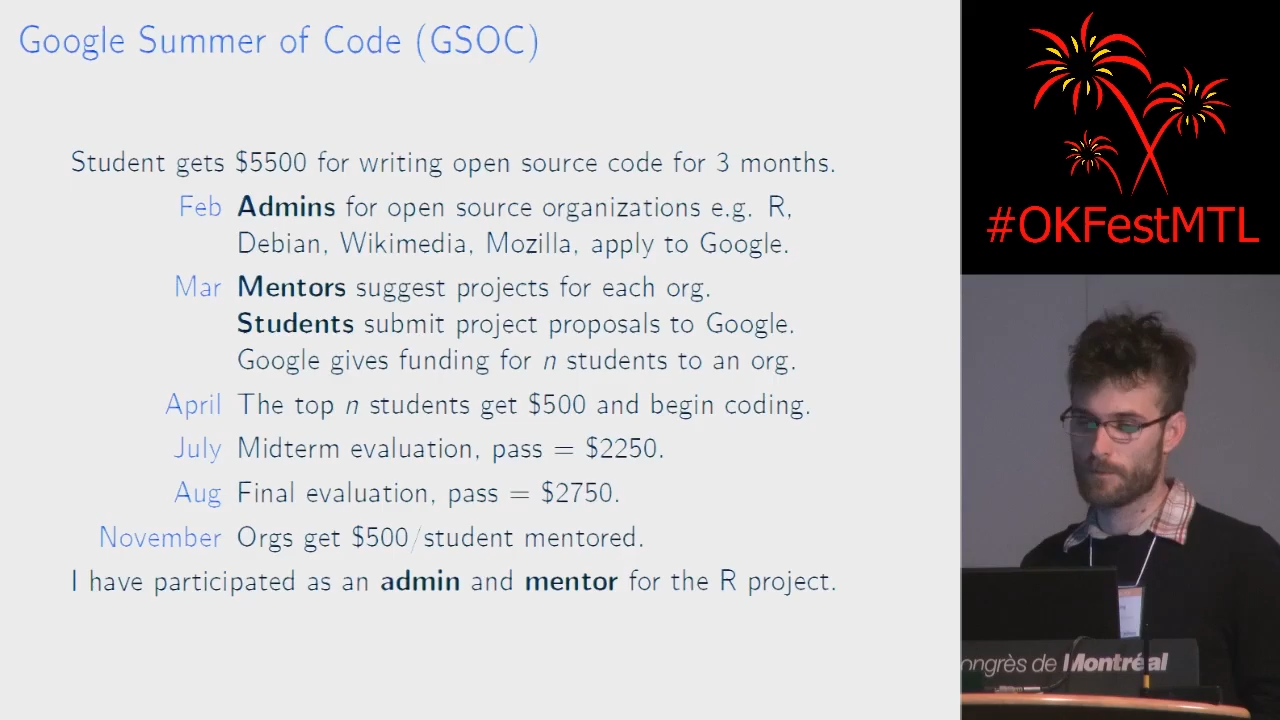 Google Summer of Code (GSOC)
Student gets $5500 for writing open source code for 3 months.
Feb Admins for open source organizations e.g. R,
Debian, Wikimedia, Mozilla, apply to Google.
Mar Mentors suggest projects for each org.
Students submit project proposals to Google.
Google gives funding for n students to an org.
April The top n students get $500 and begin coding.
July Midterm evaluation, pass = $2250.
Aug Final evaluation, pass = $2750.
November Orgs get $500/student mentored.
I have participated as an admin and mentor for the R project.
#OKFestMTL
ongrès de Montréal